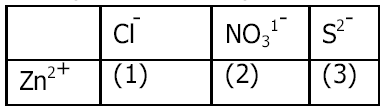 Cl⁻ NO₃¹⁻ S²⁻
Zn²⁺ (1) (2) (3)